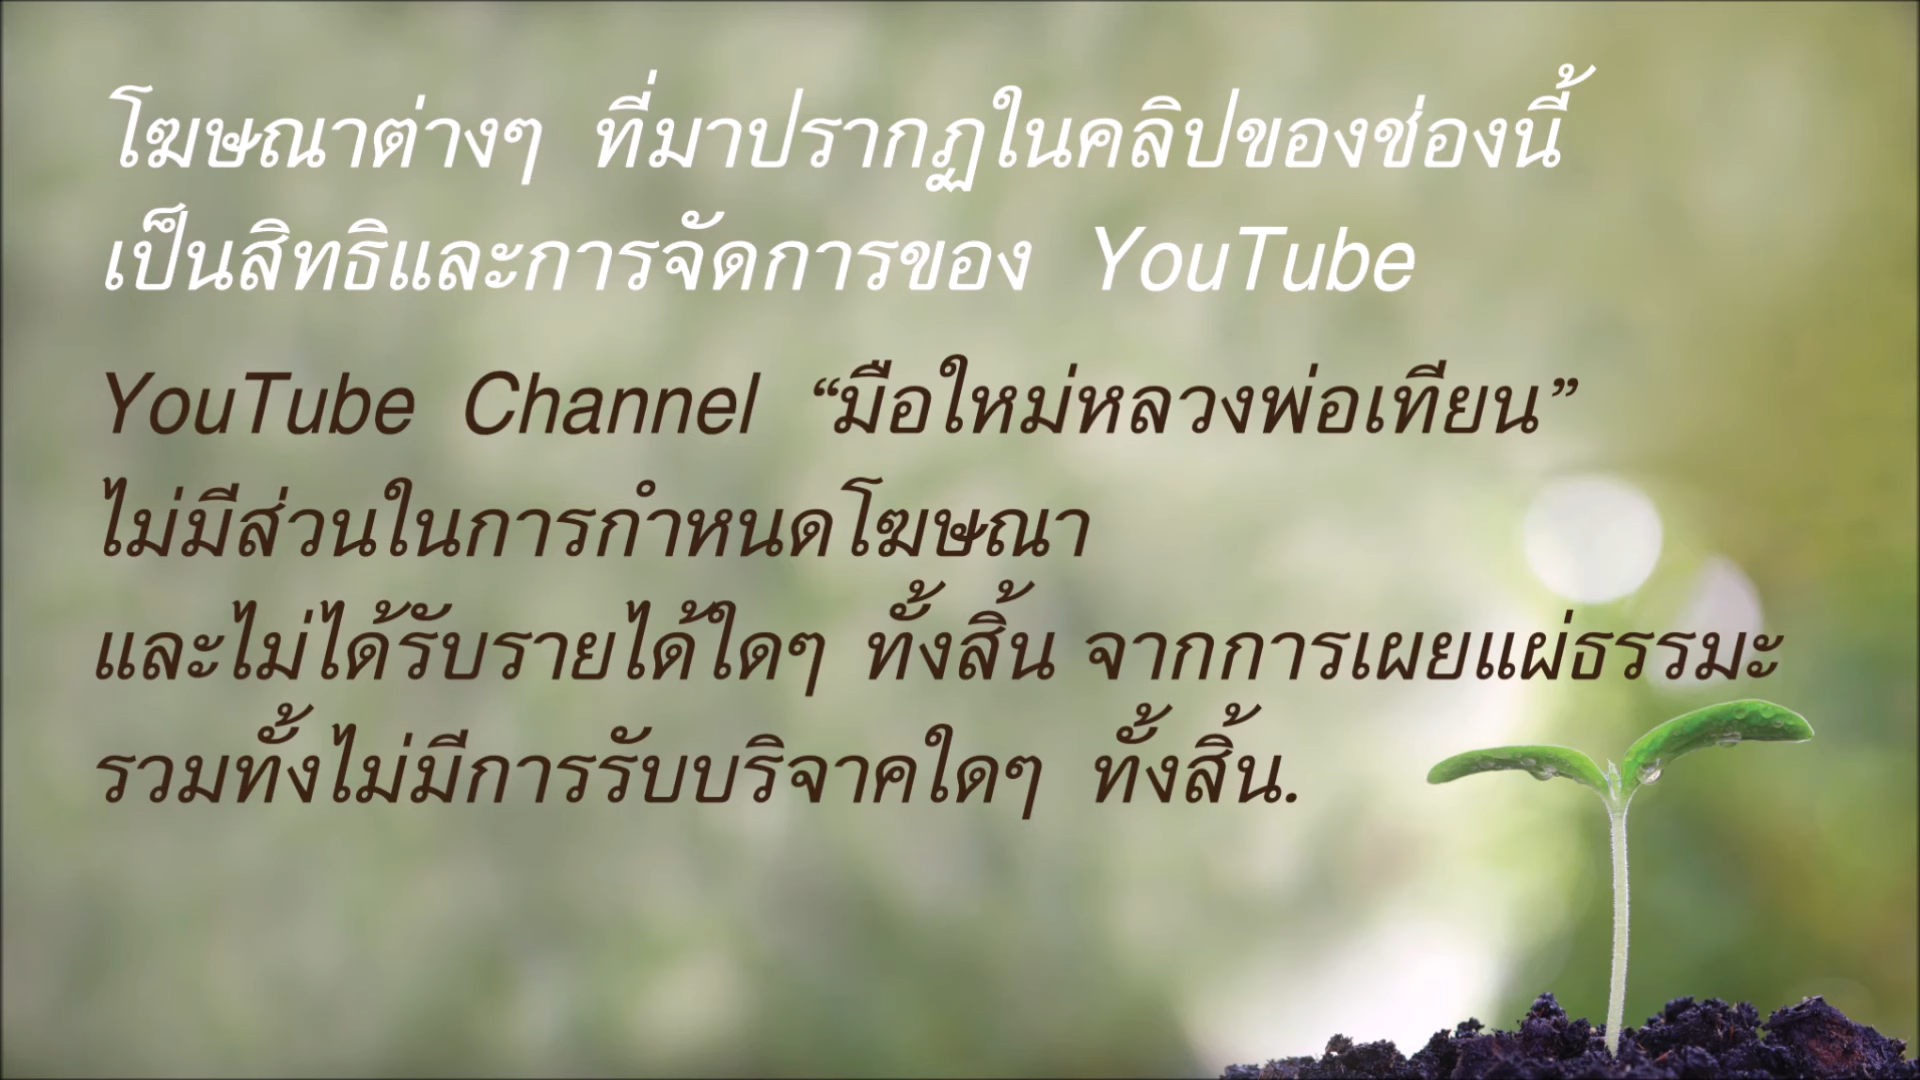 โฆษณาต่างๆ ที่มาปรากฏในคลิปของช่องนี้
เป็นสิทธิและการจัดการของ YouTube
YouTube Channel “มือใหม่หลวงพ่อเทียน”
ไม่มีส่วนในการกำหนดโฆษณา
และไม่ได้รับรายได้ใดๆ ทั้งสิ้น จากการเผยแผ่ธรรมะ
รวมทั้งไม่มีการรับบริจาคใดๆ ทั้งสิ้น.